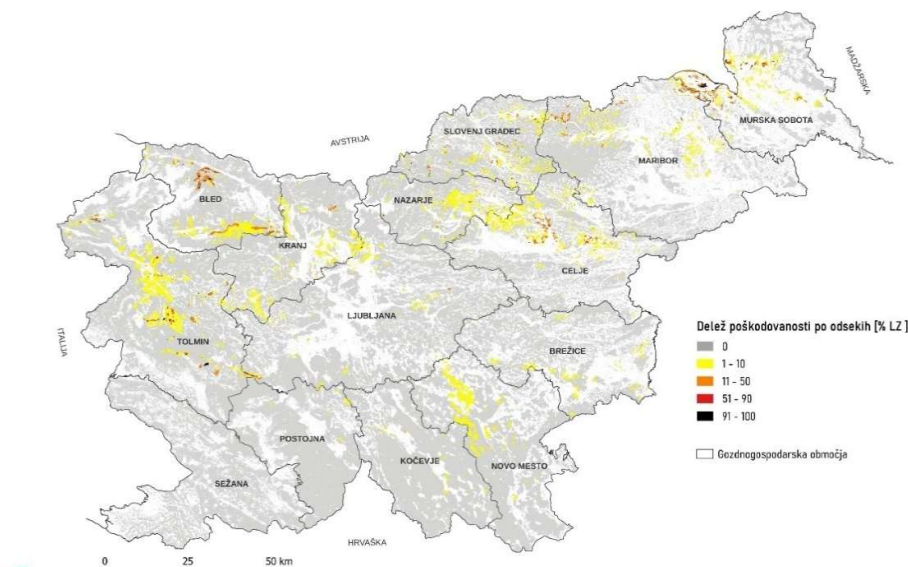 MADŽARSKA
MURSKA SOBOTA
SLOVENJ GRADEC
AVSTRIJA
MARIBOR
BLED
NAZARJE
KRANJ
CELJE
LJUBLJANA
ITALIJA
TOLMIN
BREŽICE
POSTOJNA
KOČEVJE
NOVO MESTO
SEŽANA
HRVAŠKA
0 25 50 km
Delež poškodovanosti po odsekih [% LZ]
0
1 - 10
11 - 50
51 - 90
91 - 100
Gozdnogospodarska območja